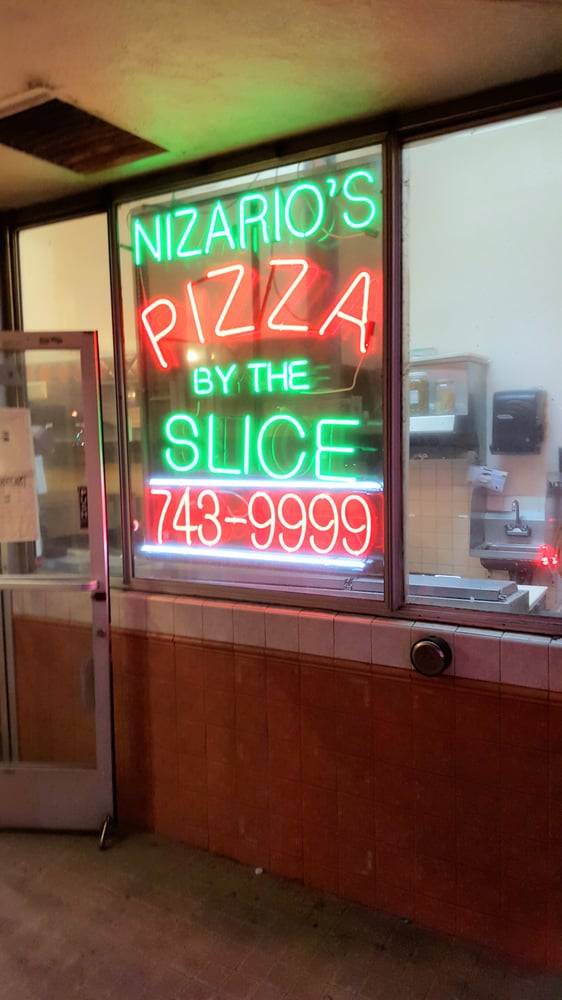 NIZARIO'S
PIZZA
BY THE
SLICE
743-9999